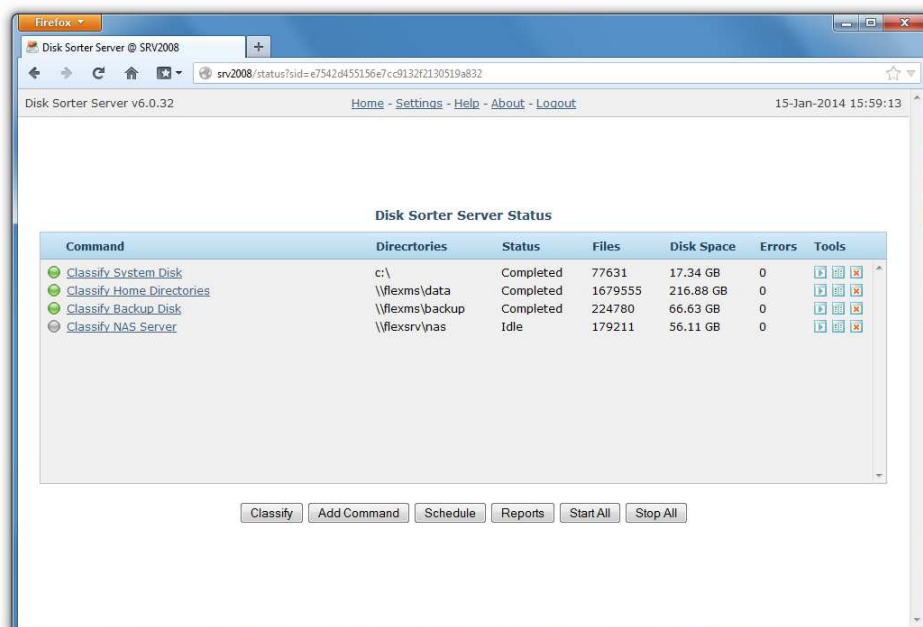 Firefox
Disk Sorter Server @ SRV2008
srv2008/status?sid=e7542d455156e7cc9132f2130519a832
Disk Sorter Server v6.0.32 Home - Settings - Help - About - Logout 15-Jan-2014 15:59:13
Disk Sorter Server Status
Command Direcrtories Status Files Disk Space Errors Tools
Classify System Disk c:\ Completed 77631 17.34 GB 0
Classify Home Directories \\flexms\data Completed 1679555 216.88 GB 0
Classify Backup Disk \\flexms\backup Completed 224780 66.63 GB 0
Classify NAS Server \\flexsrv\nas Idle 179211 56.11 GB 0
Classify Add Command Schedule Reports Start All Stop All